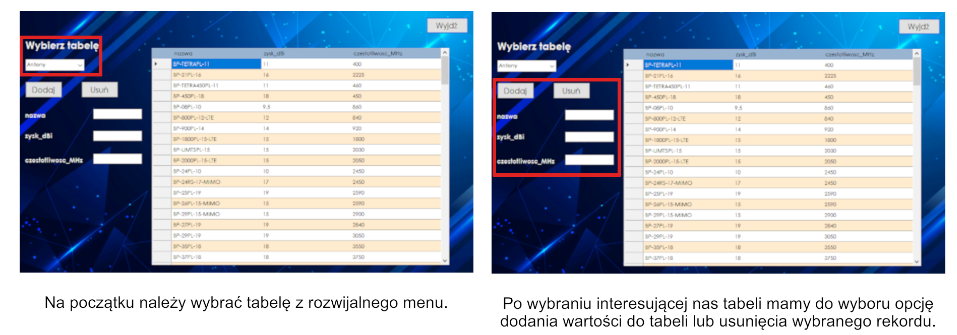 Wyjdź
Wybierz tabelę
Anteny
Dodaj Usuń
nazwa
zysk_dBi
czestotliwosc_MHz
nazwa zysk_dBi czestotliwosc_MHz
SP-TETRAPL-11 11 400
SP-21PL-16 16 2225
SP-TETRA450PL-11 11 460
SP-450PL-18 18 450
SP-08PL-10 9.5 860
SP-800PL-12-LTE 12 840
SP-900PL-14 14 920
SP-1800PL-15-LTE 15 1800
SP-UMTSPL-15 15 2030
SP-2000PL-15-LTE 15 2050
SP-24PL-10 10 2450
SP-24RS-17-MIMO 17 2450
SP-25PL-19 19 2590
SP-26PL-15-MIMO 15 2590
SP-29PL-15-MIMO 15 2900
SP-27PL-19 19 2840
SP-29PL-19 19 3050
SP-35PL-18 18 3550
SP-37PL-18 18 3750
Na początku należy wybrać tabelę z rozwijalnego menu.
Wyjdź
Wybierz tabelę
Anteny
Dodaj Usuń
nazwa
zysk_dBi
czestotliwosc_MHz
nazwa zysk_dBi czestotliwosc_MHz
SP-TETRAPL-11 11 400
SP-21PL-16 16 2225
SP-TETRA450PL-11 11 460
SP-450PL-18 18 450
SP-08PL-10 9.5 860
SP-800PL-12-LTE 12 840
SP-900PL-14 14 920
SP-1800PL-15-LTE 15 1800
SP-UMTSPL-15 15 2030
SP-2000PL-15-LTE 15 2050
SP-24PL-10 10 2450
SP-24RS-17-MIMO 17 2450
SP-25PL-19 19 2590
SP-26PL-15-MIMO 15 2590
SP-29PL-15-MIMO 15 2900
SP-27PL-19 19 2840
SP-29PL-19 19 3050
SP-35PL-18 18 3550
SP-37PL-18 18 3750
Po wybraniu interesującej nas tabeli mamy do wyboru opcję
dodania wartości do tabeli lub usunięcia wybranego rekordu.